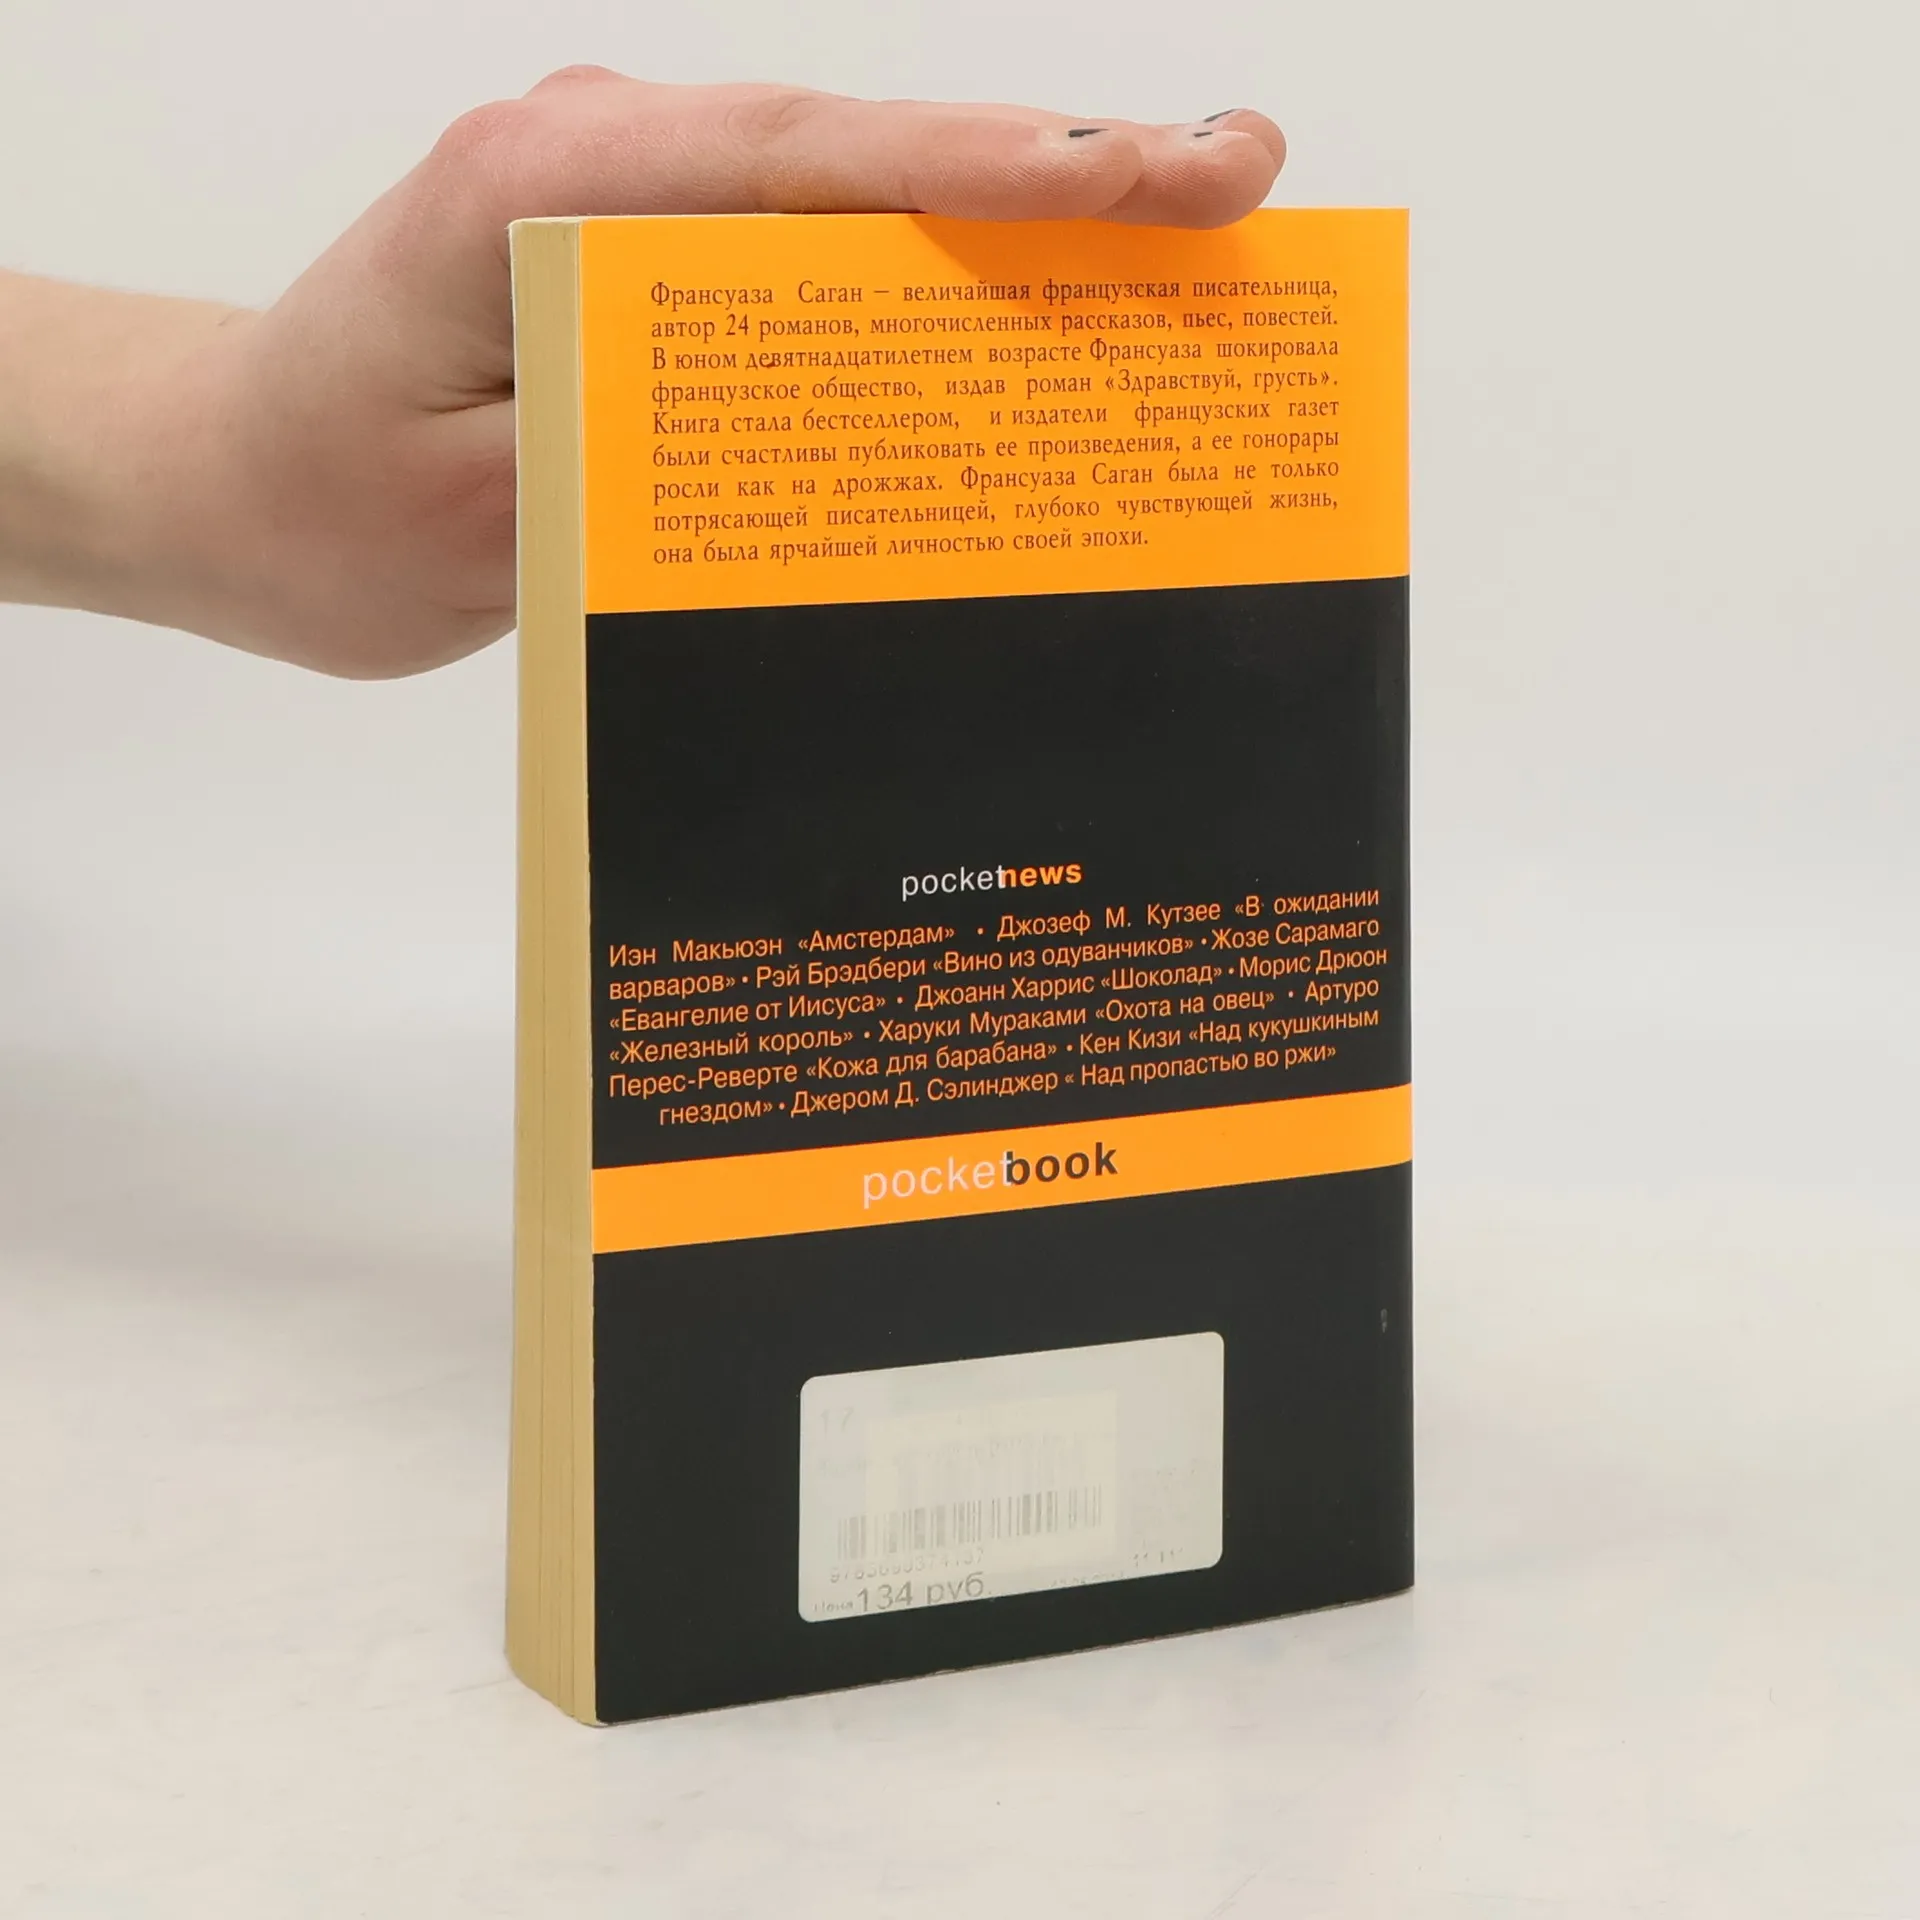 Франсуаза Саган – величайшая французская писательница,
автор 24 романов, многочисленных рассказов, пьес, повестей.
В юном девятнадцатилетнем возрасте Франсуаза шокировала
французское общество, издав роман «Здравствуй, грусть».
Книга стала бестселлером, и издатели французских газет
были счастливы публиковать ее произведения, а ее гонорары
росли как на дрожжах. Франсуаза Саган была не только
потрясающей писательницей, глубоко чувствующей жизнь,
она была ярчайшей личностью своей эпохи.
pocketnews
Иэн Макьюэн «Амстердам» • Джозеф М. Кутзее «В ожидании
варваров» • Рэй Брэдбери «Вино из одуванчиков» • Жозе Сарамаго
«Евангелие от Иисуса» • Джоанн Харрис «Шоколад» • Морис Дрюон
«Железный король» • Харуки Мураками «Охота на овец» • Артуро
Перес-Реверте «Кожа для барабана» • Кен Кизи «Над кукушкиным
гнездом» • Джером Д. Сэлинджер « Над пропастью во ржи»
pocketbook
17
Цена 134 руб.